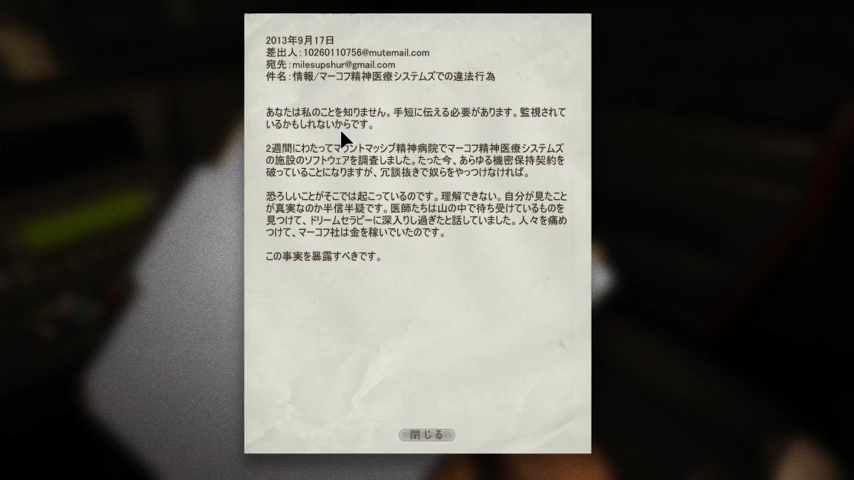 2013年9月17日
差出人：10260110756@mutemail.com
宛先：milesupshur@gmail.com
件名：情報/マーコフ精神医療システムズでの違法行為
あなたは私のことを知りません。手短に伝える必要があります。監視されて
いるかもしれないからです。
2週間にわたってマウントマッシブ精神病院でマーコフ精神医療システムズ
の施設のソフトウェアを調査しました。たった今、あらゆる機密保持契約を
破っていることになりますが、冗談抜きで奴らをやっつけなければ。
恐ろしいことがそこでは起こっているのです。理解できない。自分が見たこと
が真実なのか半信半疑です。医師たちは山の中で待ち受けているものを
見つけて、ドリームセラピーに深入りし過ぎたと話していました。人々を痛め
つけて、マーコフ社は金を稼いでいたのです。
この事実を暴露すべきです。
閉じる